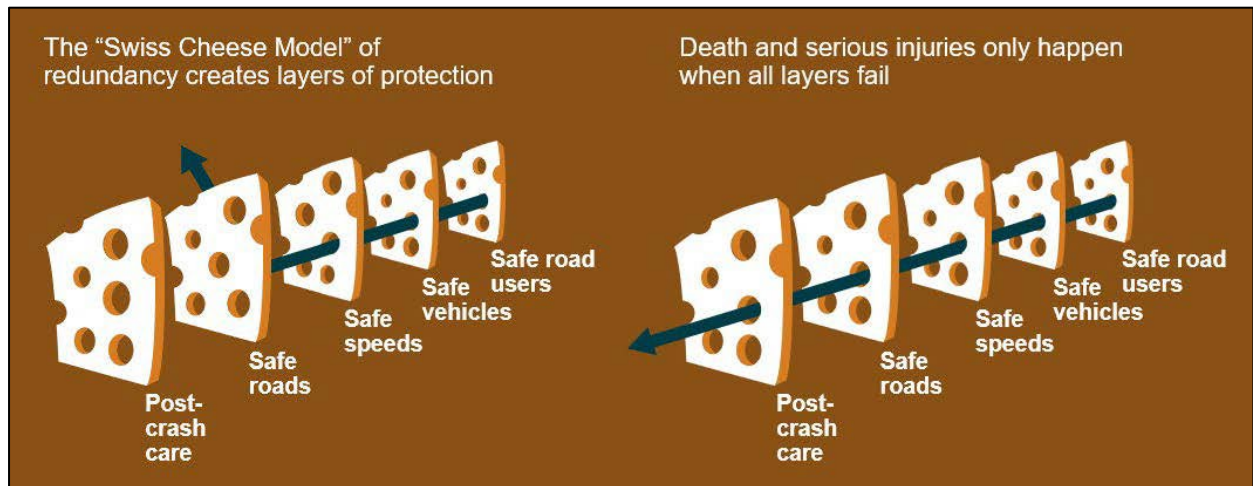 The “Swiss Cheese Model” of
redundancy creates layers of protection
Safe road
users
Safe
vehicles
Safe
speeds
Safe
roads
Post-
crash
care
Death and serious injuries only happen
when all layers fail
Safe road
users
Safe
vehicles
Safe
speeds
Safe
roads
Post-
crash
care